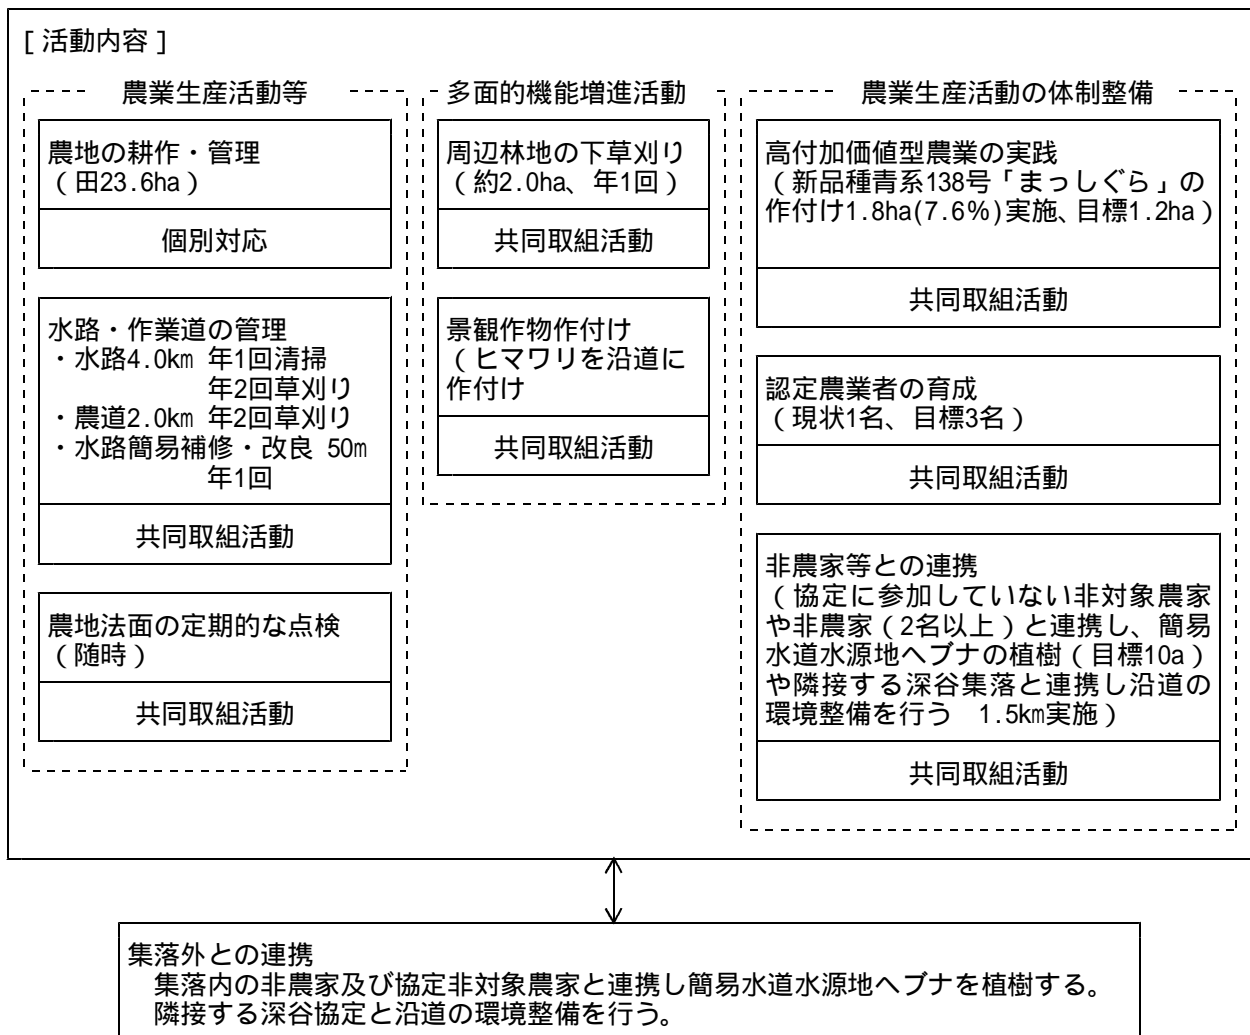 [活動内容]
農業生産活動等
農地の耕作・管理
(田23.6ha)
個別対応
水路・作業道の管理
・水路4.0km 年1回清掃
年2回草刈り
・農道2.0km 年2回草刈り
・水路簡易補修・改良 50m
年1回
共同取組活動
農地法面の定期的な点検
(随時)
共同取組活動
多面的機能増進活動
周辺林地の下草刈り
(約2.0ha、年1回)
共同取組活動
景観作物作付け
(ヒマワリを沿道に
作付け
共同取組活動
農業生産活動の体制整備
高付加価値型農業の実践
(新品種青系138号「まっしぐら」の
作付け1.8ha(7.6%)実施、目標1.2ha)
共同取組活動
認定農業者の育成
(現状1名、目標3名)
共同取組活動
非農家等との連携
(協定に参加していない非対象農家
や非農家(2名以上)と連携し、簡易
水道水源地へブナの植樹(目標10a)
や隣接する深谷集落と連携し沿道の
環境整備を行う 1.5km実施)
共同取組活動
集落外との連携
集落内の非農家及び協定非対象農家と連携し簡易水道水源地へブナを植樹する。
隣接する深谷協定と沿道の環境整備を行う。